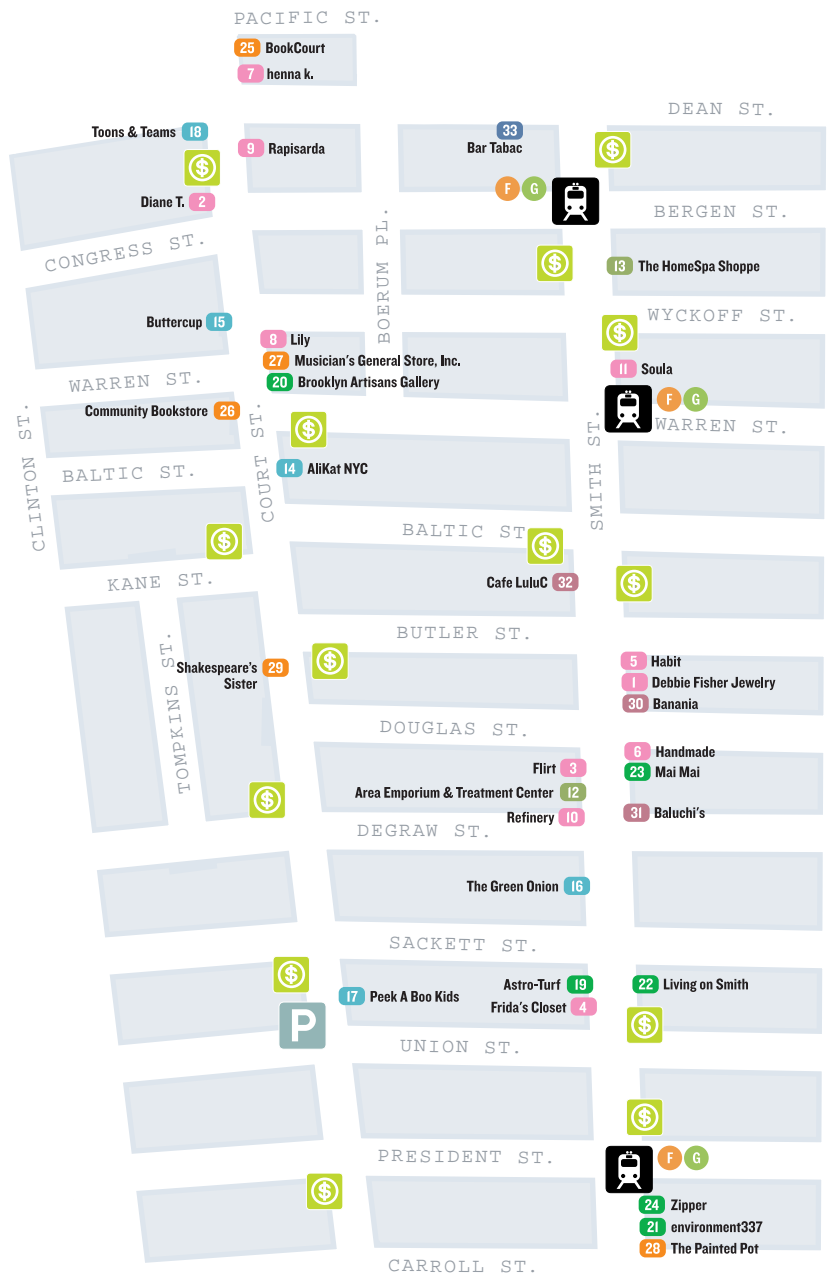 PACIFIC ST.
25 BookCourt
7 henna k.
DEAN ST.
Toons & Teams 18
33
Bar Tabac
9 Rapisarda
$
$
Diane T. 2
F G
BERGEN ST.
CONGRESS ST.
BOERUM PL.
$
13 The HomeSpa Shoppe
WYCKOFF ST.
Buttercup 15
$
8 Lily
27 Musician's General Store, Inc.
20 Brooklyn Artisans Gallery
11 Soula
WARREN ST.
F G
Community Bookstore 26
WARREN ST.
CLINTON ST.
COURT ST.
SMITH ST.
$
14 AliKat NYC
BALTIC ST.
BALTIC ST
$
$
KANE ST.
Cafe LuluC 32
$
BUTLER ST.
TOMPKINS ST.
Shakespeare's
Sister
29
$
5 Habit
1 Debbie Fisher Jewelry
30 Banania
DOUGLAS ST.
6 Handmade
23 Mai Mai
Flirt 3
Area Emporium & Treatment Center 12
Refinery 10
$
31 Baluchi's
DEGRAW ST.
The Green Onion 16
SACKETT ST.
$
17 Peek A Boo Kids
Astro-Turf 19
Frida's Closet 4
22 Living on Smith
P
$
UNION ST.
$
PRESIDENT ST.
F G
$
24 Zipper
21 environment337
28 The Painted Pot
CARROLL ST.